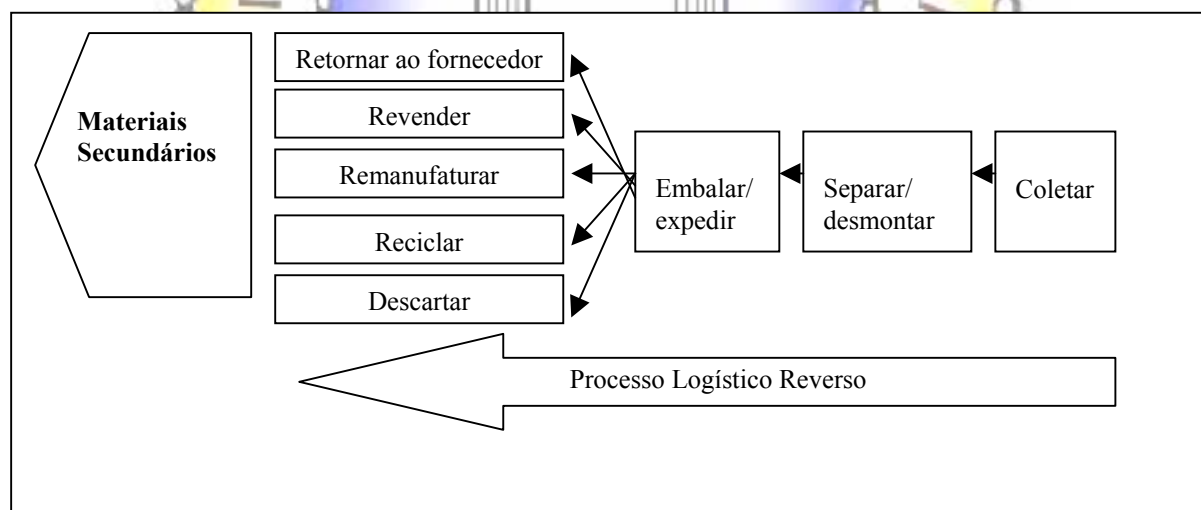 Materiais
Secundários
Retornar ao fornecedor
Revender
Remanufaturar
Reciclar
Descartar
Embalar/
expedir
Separar/
desmontar
Coletar
Processo Logístico Reverso